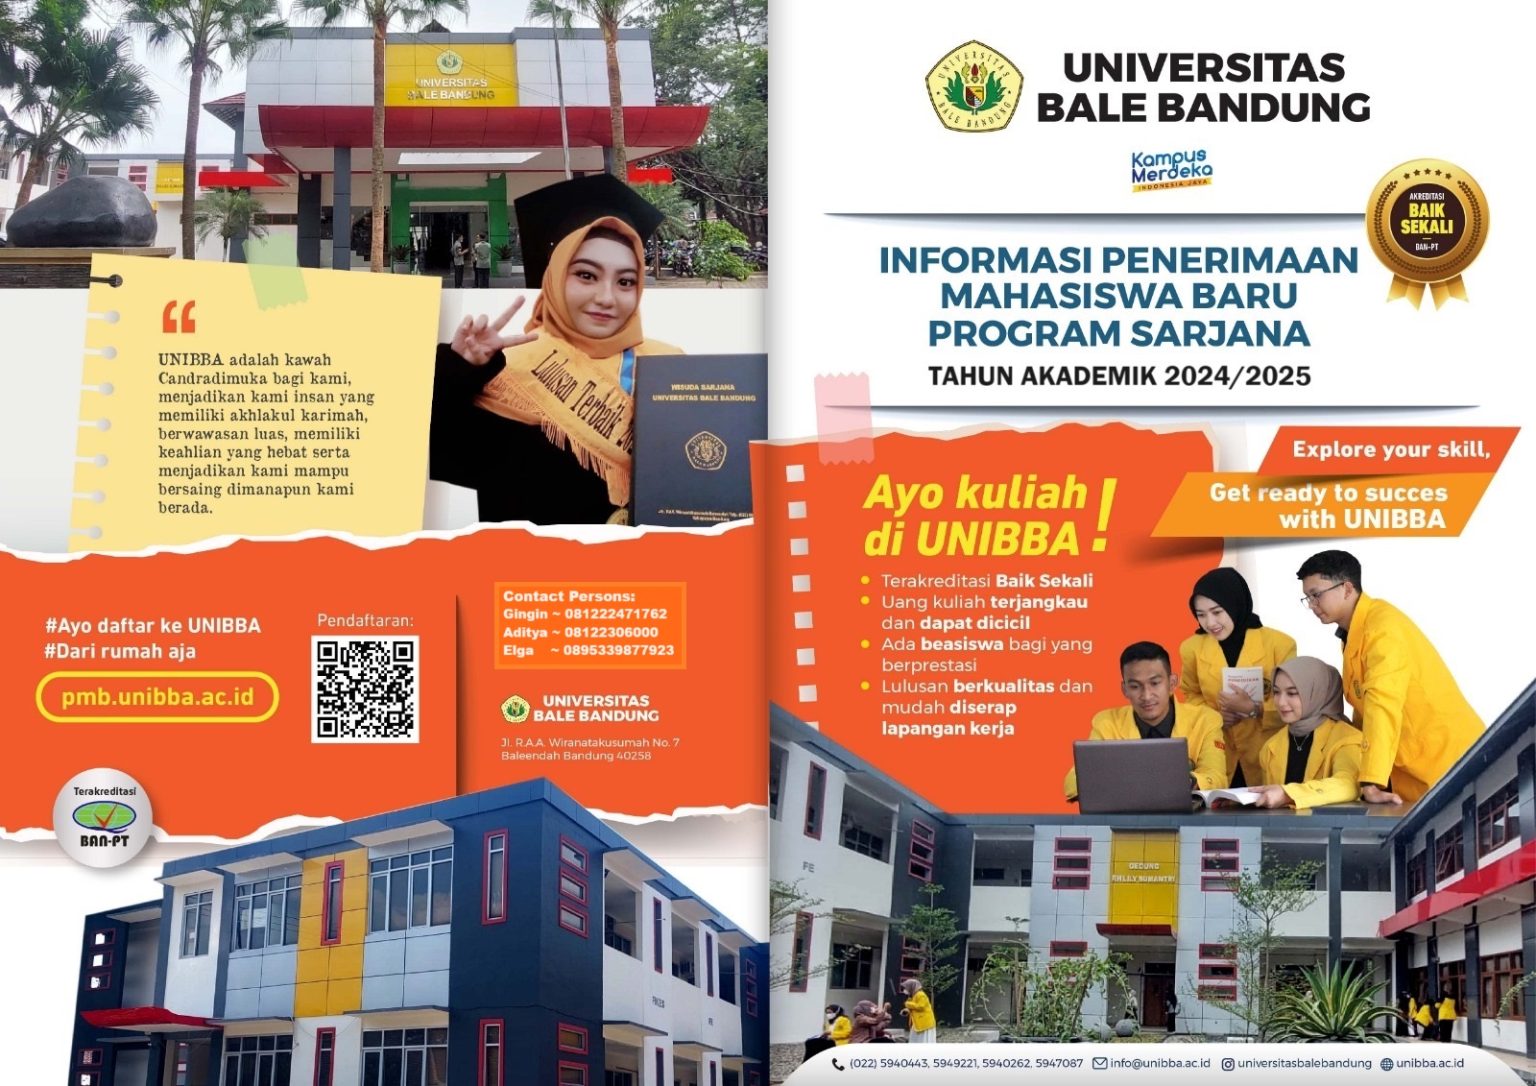 UNIVERSITAS
BALE BANDUNG
UNIBBA adalah kawah
Candradimuka bagi kami,
menjadikan kami insan yang
memiliki akhlakul karimah,
berwawasan luas, memiliki
keahlian yang hebat serta
menjadikan kami mampu
bersaing dimanapun kami
berada.
Lulusan Terbaik
WISUDA SARJANA
UNIVERSITAS BALE BANDUNG
#Ayo daftar ke UNIBBA
#Dari rumah aja
pmb.unibba.ac.id
Pendaftaran:
Contact Persons:
Gingin ~ 081222471762
Aditya ~ 08122306000
Elga ~ 0895339877923
UNIVERSITAS
BALE BANDUNG
Jl. R.A.A. Wiranatakusumah No. 7
Baleendah Bandung 40258
Terakreditasi
BAN-PT
UNIVERSITAS
BALE BANDUNG
UNIVERSITAS
BALE BANDUNG
Kampus
Merdeka
INDONESIA JAYA
AKREDITASI
BAIK
SEKALI
BAN-PT
INFORMASI PENERIMAAN
MAHASISWA BARU
PROGRAM SARJANA
TAHUN AKADEMIK 2024/2025
Explore your skill,
Get ready to succes
with UNIBBA
Ayo kuliah
di UNIBBA !
• Terakreditasi Baik Sekali
• Uang kuliah terjangkau
dan dapat dicicil
• Ada beasiswa bagi yang
berprestasi
• Lulusan berkualitas dan
mudah diserap
lapangan kerja
FE
GEDUNG
(022) 5940443, 5949221, 5940262, 5947087 info@unibba.ac.id universitasbalebandung unibba.ac.id